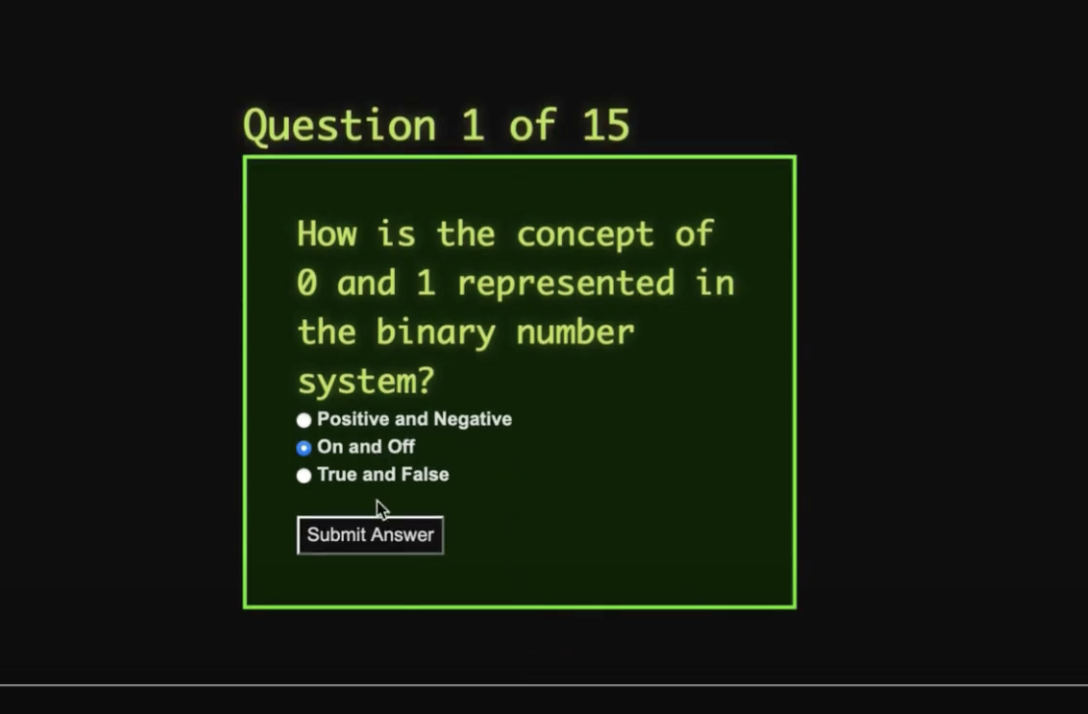 Question 1 of 15
How is the concept of
0 and 1 represented in
the binary number
system?
Positive and Negative
On and Off
True and False
Submit Answer